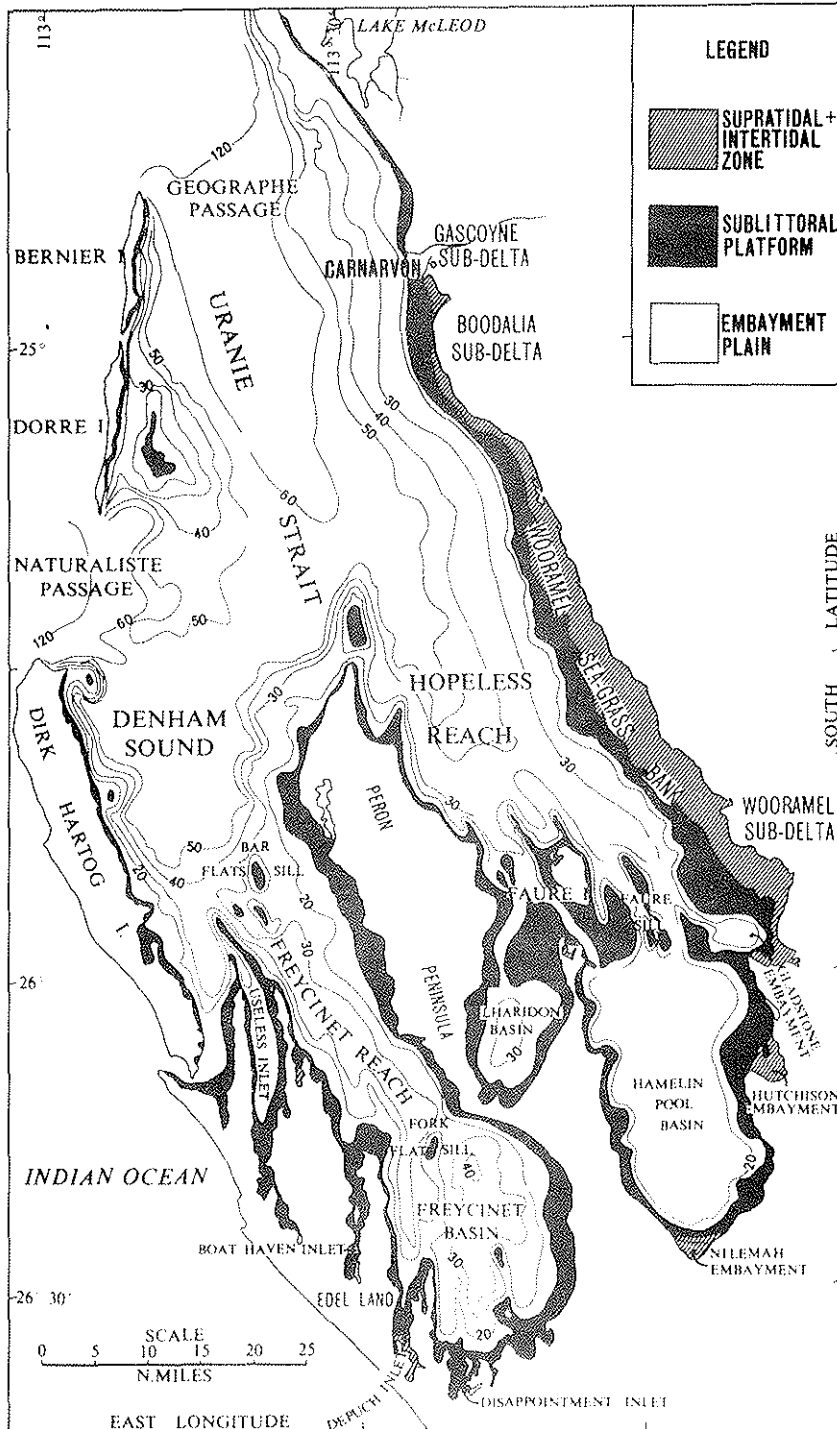 113°
113° 30'
LAKE McLEOD
LEGEND
SUPRATIDAL +
INTERTIDAL
ZONE
SUBLITTORAL
PLATFORM
EMBAYMENT
PLAIN
120
GEOGRAPHE
PASSAGE
BERNIER I
GASCOYNE
SUB-DELTA
CARNARVON
BOODALIA
SUB-DELTA
URANIE
STRAIT
25°
50
30
30
40
50
DORRE I
60
40
NATURALISTE
PASSAGE
50
60
120
WOORAMEL
SEA-GRASS
BANK
SOUTH LATITUDE
HOPELESS
REACH
30
DENHAM
SOUND
DIRK
HARTOG
I.
PERON
PENINSULA
30
30
WOORAMEL
SUB-DELTA
50
40
20
BAR
FLATS SILL
20
30
FAURE I
FAURE
SILL
26°
FREYCINET REACH
USELESS INLET
LHARIDON
BASIN
30
GLADSTONE
EMBAYMENT
HAMELIN
POOL
BASIN
HUTCHISON
EMBAYMENT
20
FORK
FLAT SILL
40
INDIAN OCEAN
FREYCINET
BASIN
BOAT HAVEN INLET
NILEMAH
EMBAYMENT
30
EDEL LAND
26° 30'
20
SCALE
0 5 10 15 20 25
N.MILES
DEPUCH INLET
DISAPPOINTMENT INLET
EAST LONGITUDE